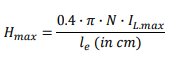 H_max = 0.4 · π · N · I_L.max / l_e (in cm)